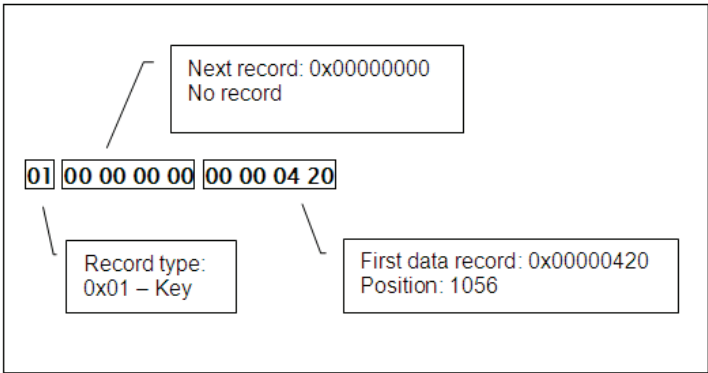 Next record: 0x00000000
No record
01 00 00 00 00 00 00 04 20
Record type:
0x01 – Key
First data record: 0x00000420
Position: 1056